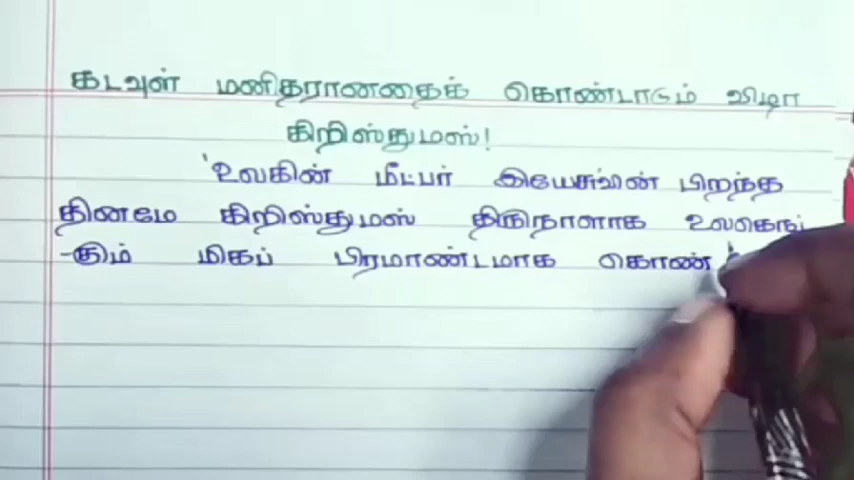 கடவுள் மனிதரானதைக் கொண்டாடும் விழா
கிறிஸ்துமஸ்!
'உலகின் மீட்பர் இயேசுவின் பிறந்த
தினமே கிறிஸ்துமஸ் திருநாளாக உலகெங்
-கும் மிகப் பிரமாண்டமாக கொண்